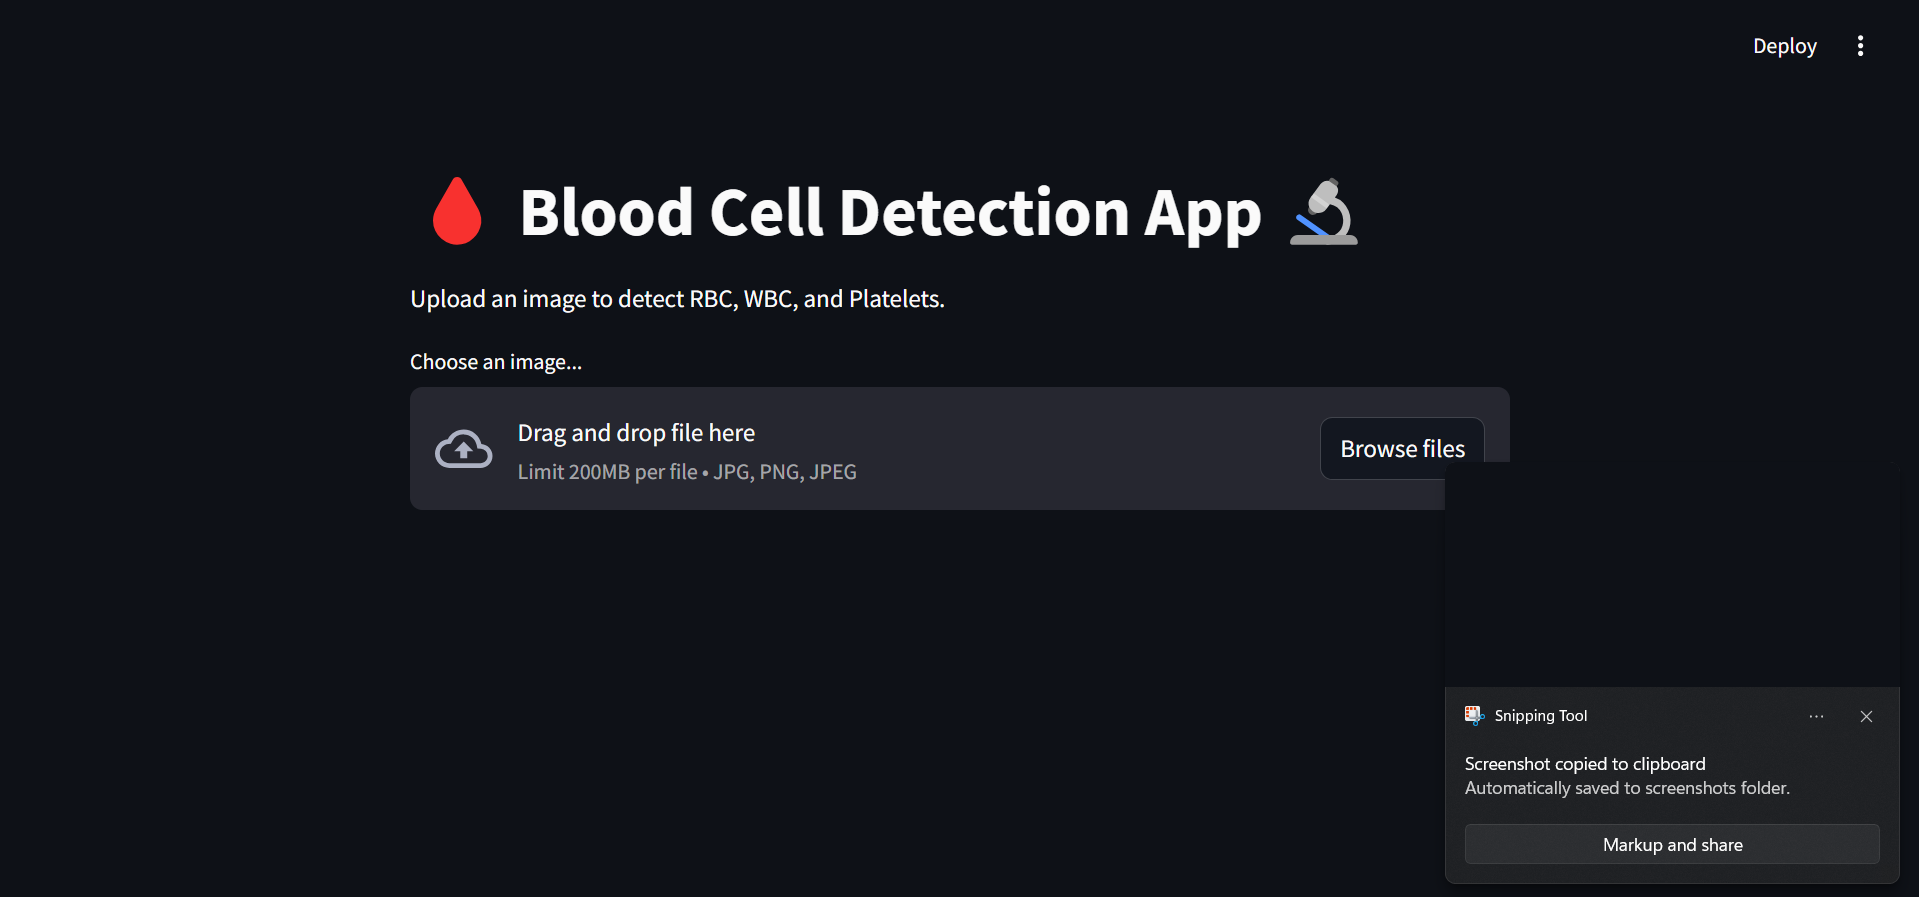 Deploy
Blood Cell Detection App
Upload an image to detect RBC, WBC, and Platelets.
Choose an image...
Drag and drop file here
Limit 200MB per file • JPG, PNG, JPEG
Browse files
Snipping Tool
Screenshot copied to clipboard
Automatically saved to screenshots folder.
Markup and share